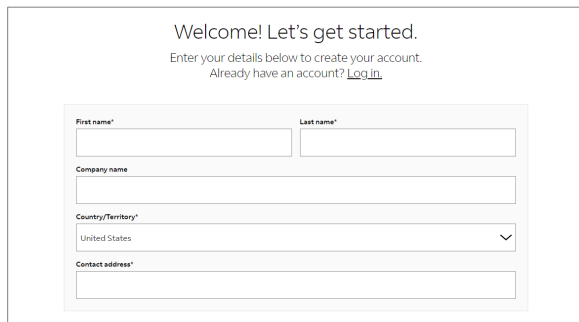 Welcome! Let's get started.
Enter your details below to create your account.
Already have an account? Log in.
First name*
Last name*
Company name
Country/Territory*
United States
Contact address*